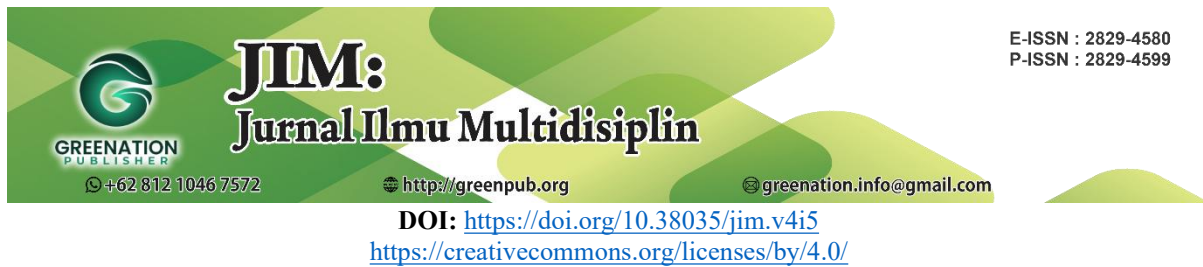 E-ISSN : 2829-4580
P-ISSN : 2829-4599
JIM:
Jurnal Ilmu Multidisiplin
GREENATION
PUBLISHER
+62 812 1046 7572
http://greenpub.org
greenation.info@gmail.com
DOI: https://doi.org/10.38035/jim.v4i5
https://creativecommons.org/licenses/by/4.0/